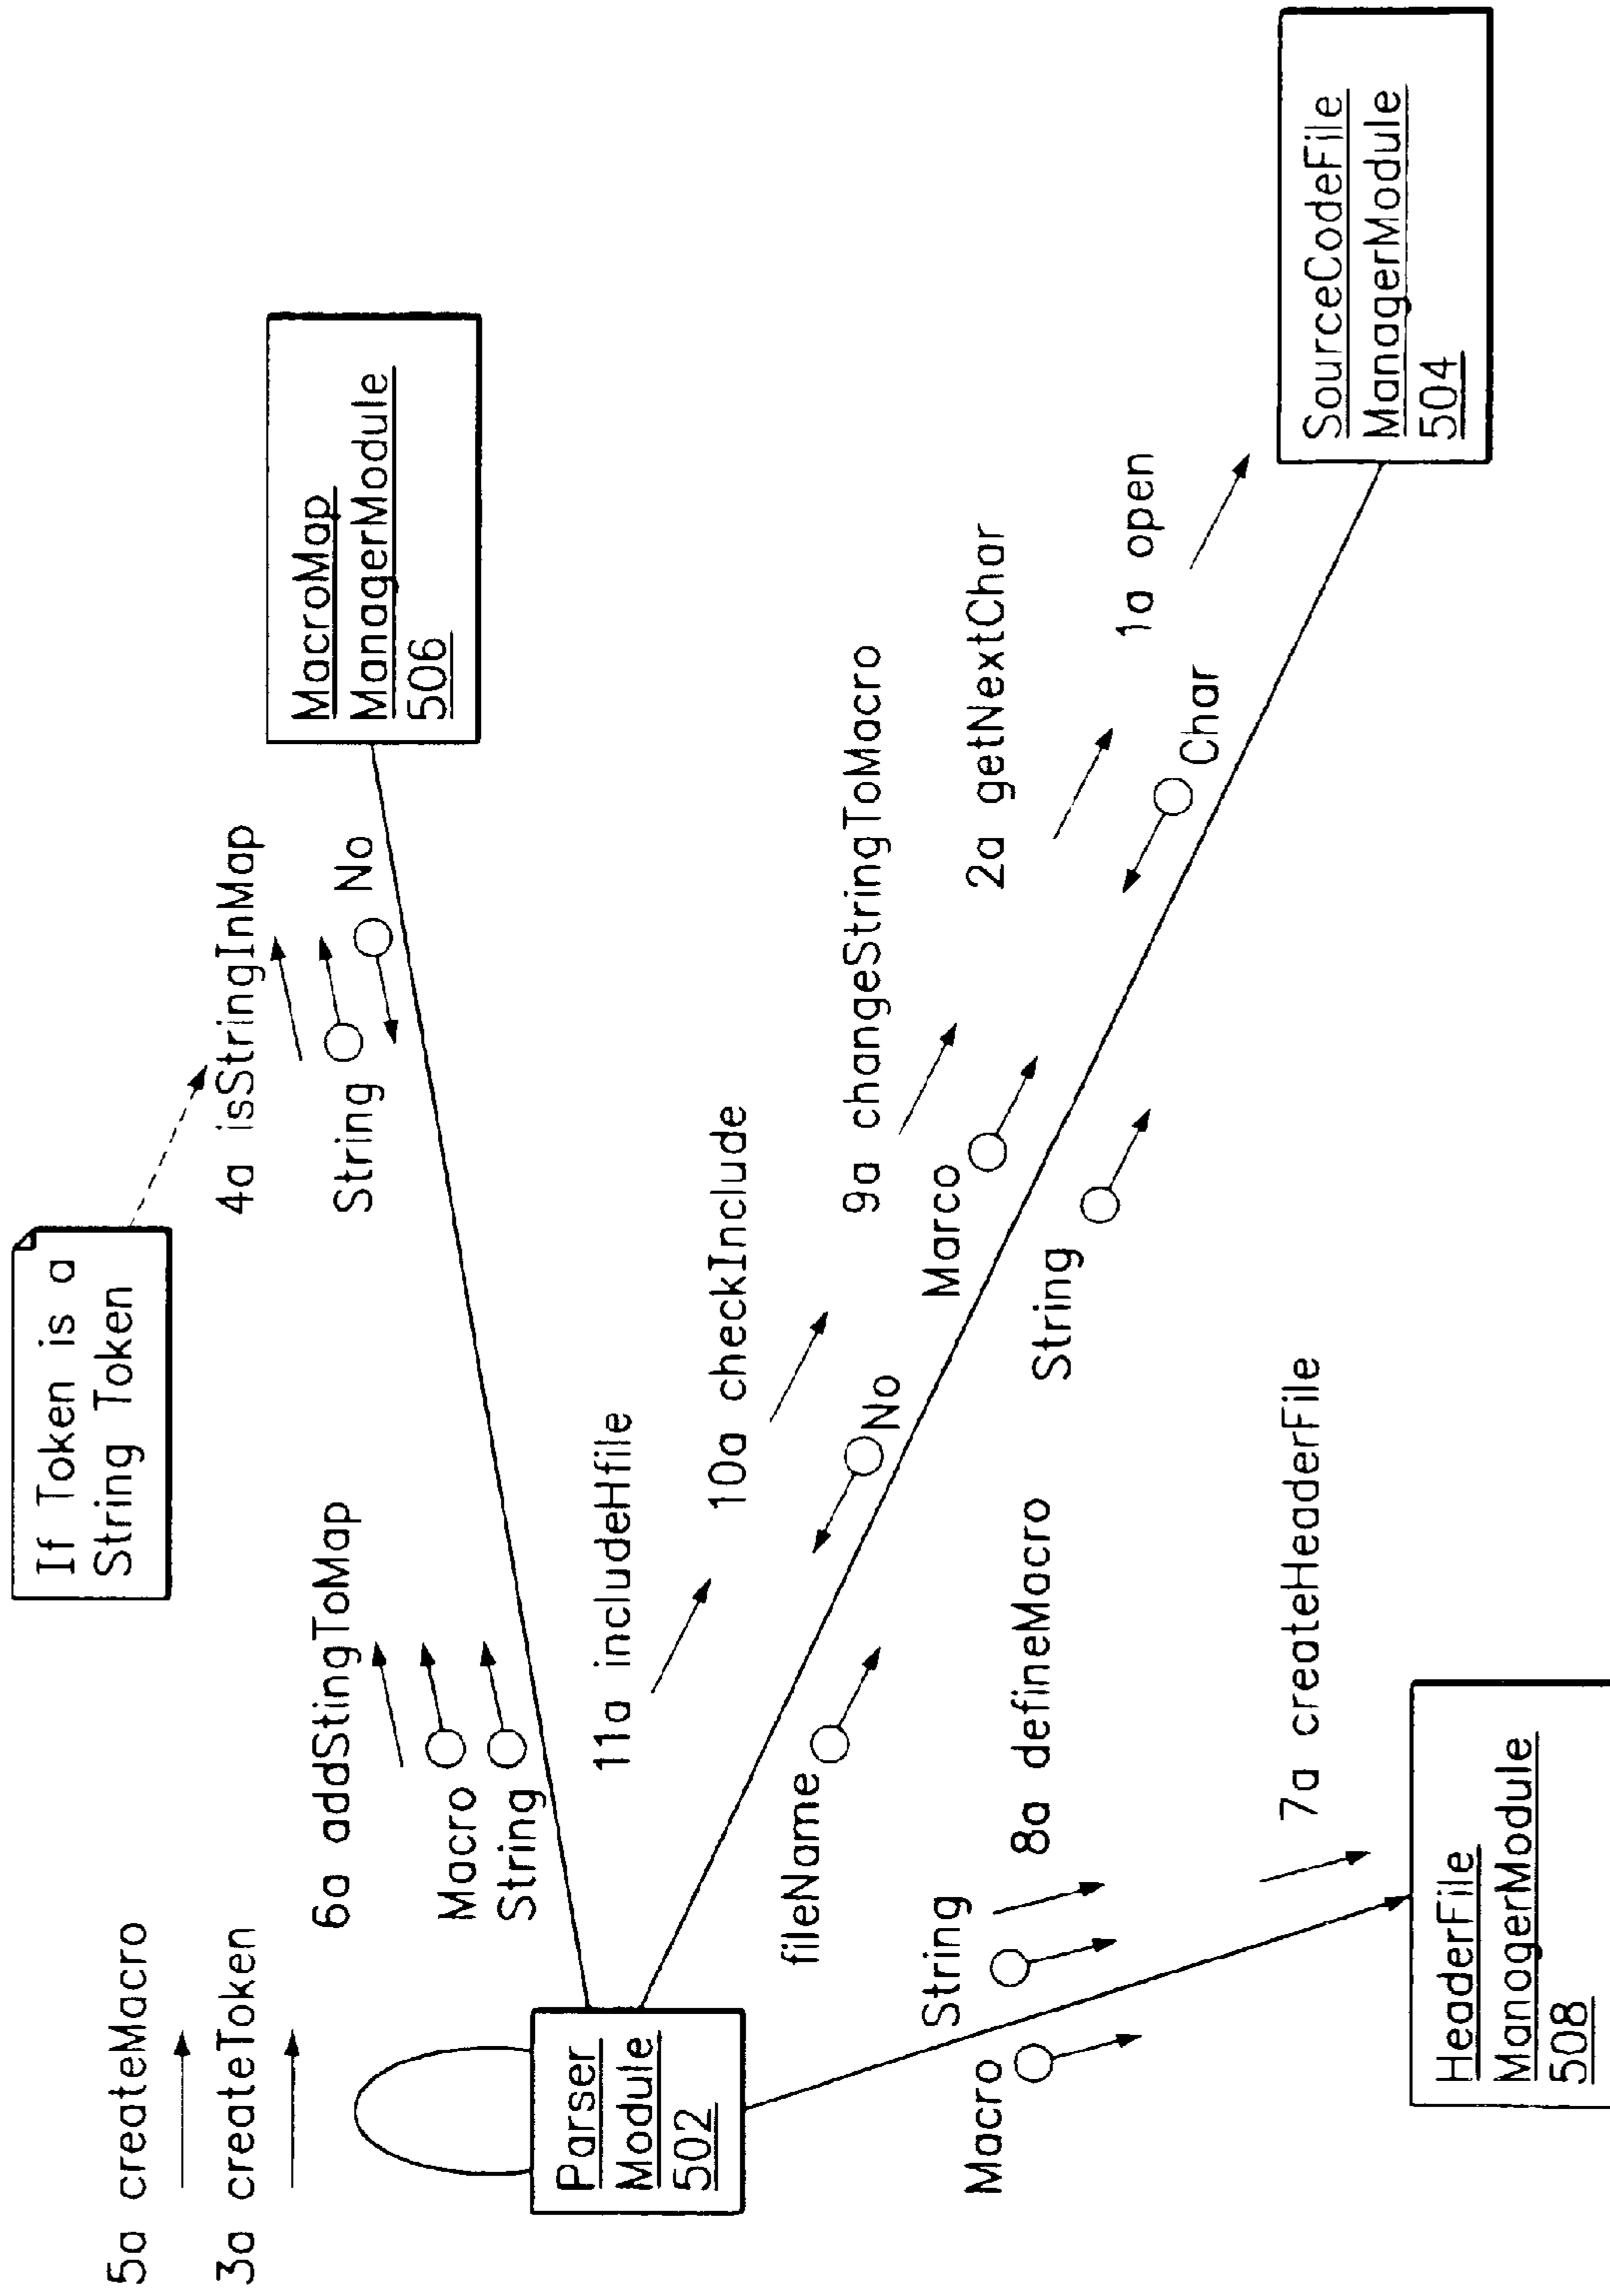 5a createMacro
3a createToken
Parser
Module
502
6a addStingToMap
Macro
String
If Token is a
String Token
4a isStringInMap
String
No
MacroMap
ManagerModule
506
11a includeHfile
fileName
10a checkInclude
No
9a changeStringToMacro
Marco
String
2a getNextChar
Char
1a open
SourceCodeFile
ManagerModule
504
String
Macro
8a defineMacro
7a createHeaderFile
HeaderFile
ManagerModule
508